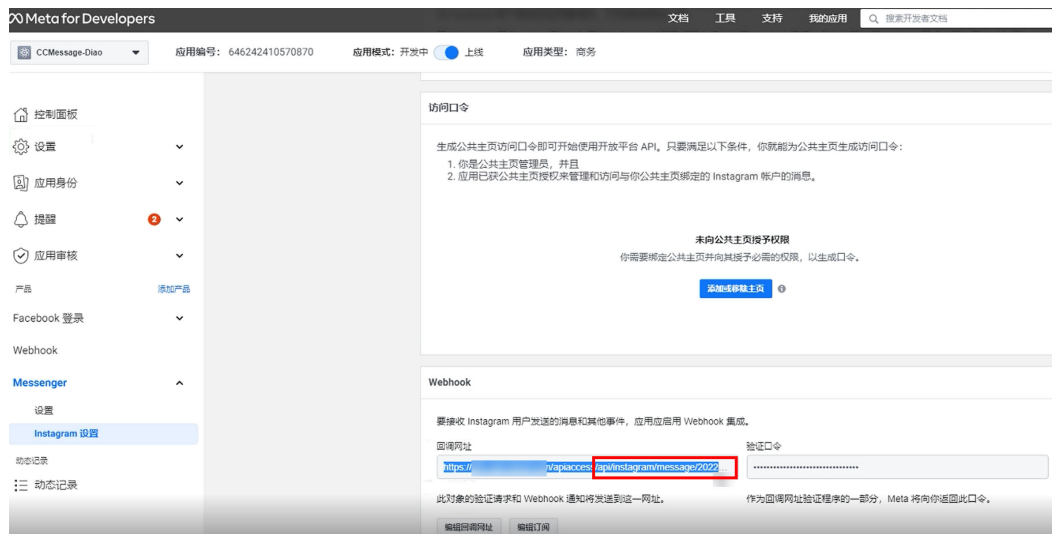 Meta for Developers
文档 工具 支持 我的应用 搜索开发者文档
CCMessage-Diao 应用编号： 646242410570870 应用模式：开发中 上线 应用类型：商务
控制面板
设置
应用身份
提醒 2
应用审核
产品 添加产品
Facebook 登录
Webhook
Messenger
设置
Instagram 设置
动态记录
动态记录
访问口令
生成公共主页访问口令即可开始使用开放平台 API。只要满足以下条件，你就能为公共主页生成访问口令：
1. 你是公共主页管理员，并且
2. 应用已获公共主页授权来管理和访问与你公共主页绑定的 Instagram 帐户的消息。
未向公共主页授予权限
你需要绑定公共主页并向其授予必需的权限，以生成口令。
添加或移除主页
Webhook
要接收 Instagram 用户发送的消息和其他事件，应用应启用 Webhook 集成。
回调网址 验证口令
https:// n/apiaccess/api/instagram/message/2022...
此对象的验证请求和 Webhook 通知将发送到这一网址。 作为回调网址验证程序的一部分，Meta 将向你返回此口令。
编辑回调网址 编辑订阅